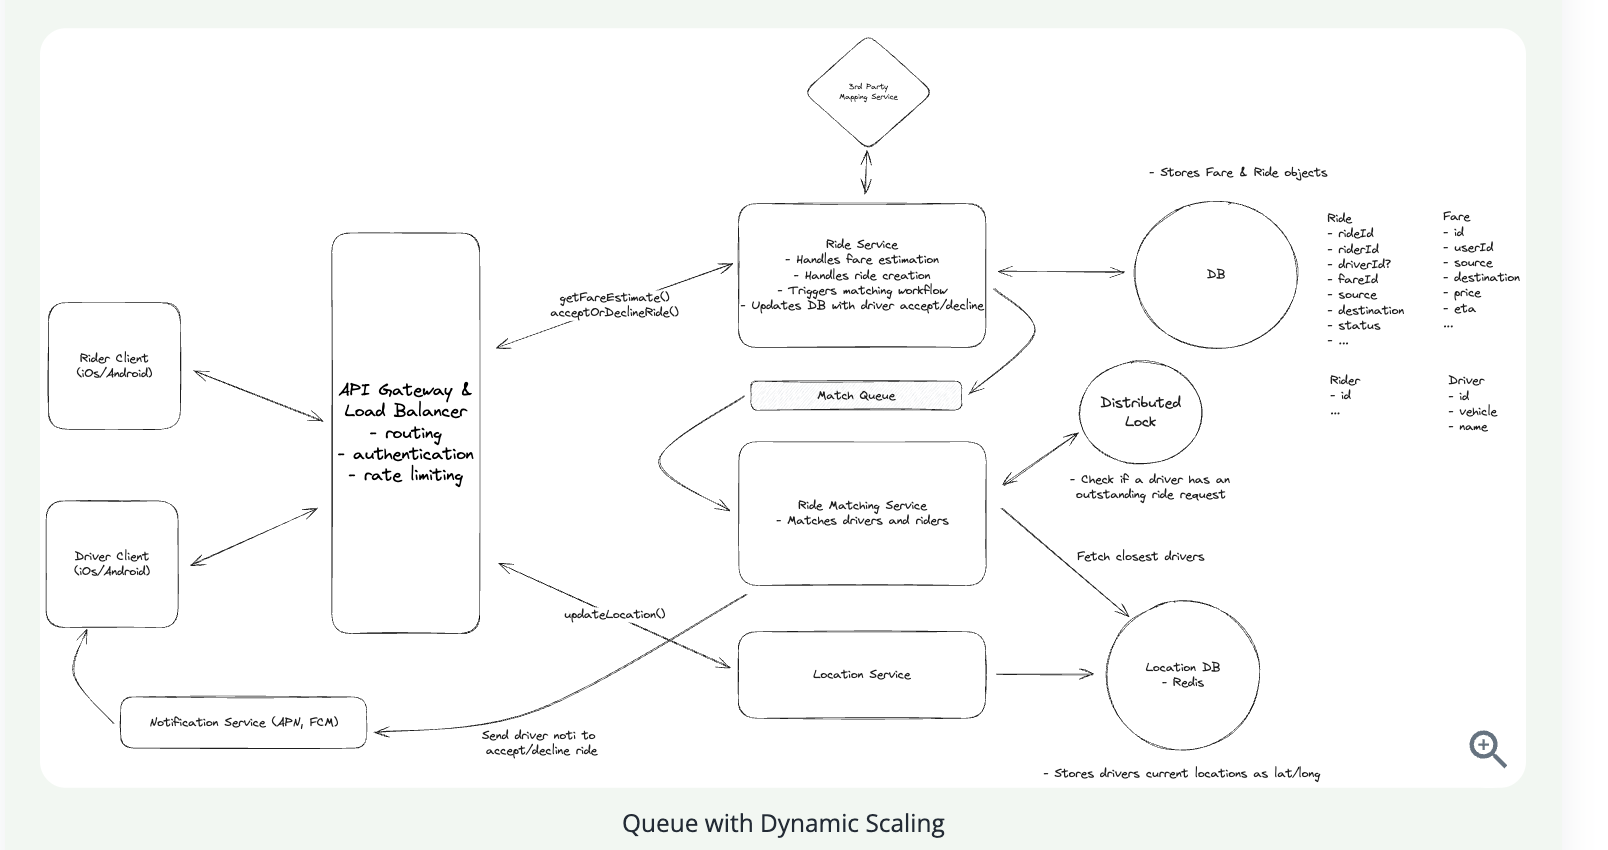 3rd Party
Mapping Service
- Stores Fare & Ride objects
Ride Service
- Handles fare estimation
- Handles ride creation
- Triggers matching workflow
- Updates DB with driver accept/decline
DB
Ride
- rideId
- riderId
- driverId?
- fareId
- source
- destination
- status
- ...
Fare
- id
- userId
- source
- destination
- price
- eta
...
getFareEstimate()
acceptOrDeclineRide()
Rider Client
(iOs/Android)
API Gateway &
Load Balancer
- routing
- authentication
- rate limiting
Match Queue
Distributed
Lock
- Check if a driver has an
outstanding ride request
Rider
- id
...
Driver
- id
- vehicle
- name
Ride Matching Service
- Matches drivers and riders
Fetch closest drivers
Driver Client
(iOs/Android)
updateLocation()
Location Service
Location DB
- Redis
Notification Service (APN, FCM)
Send driver noti to
accept/decline ride
- Stores drivers current locations as lat/long
Queue with Dynamic Scaling